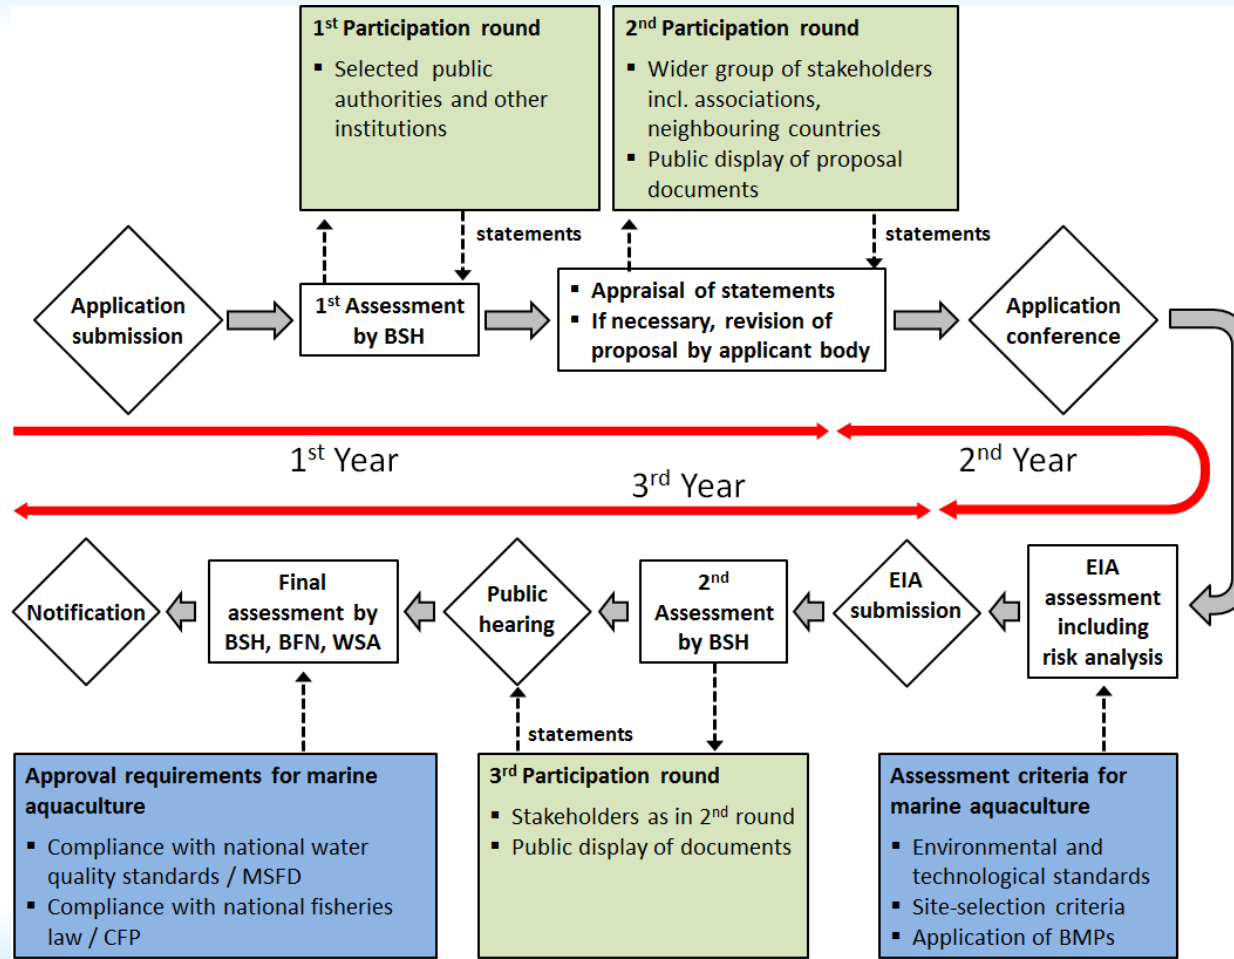 1st Participation round
▪ Selected public
authorities and other
institutions
2nd Participation round
▪ Wider group of stakeholders
incl. associations,
neighbouring countries
▪ Public display of proposal
documents
statements
statements
Application
submission
1st Assessment
by BSH
▪ Appraisal of statements
▪ If necessary, revision of
proposal by applicant body
Application
conference
1st Year
2nd Year
3rd Year
Notification
Final
assessment by
BSH, BFN, WSA
Public
hearing
2nd
Assessment
by BSH
EIA
submission
EIA
assessment
including
risk analysis
statements
Approval requirements for marine
aquaculture
▪ Compliance with national water
quality standards / MSFD
▪ Compliance with national fisheries
law / CFP
3rd Participation round
▪ Stakeholders as in 2nd round
▪ Public display of documents
Assessment criteria for
marine aquaculture
▪ Environmental and
technological standards
▪ Site-selection criteria
▪ Application of BMPs